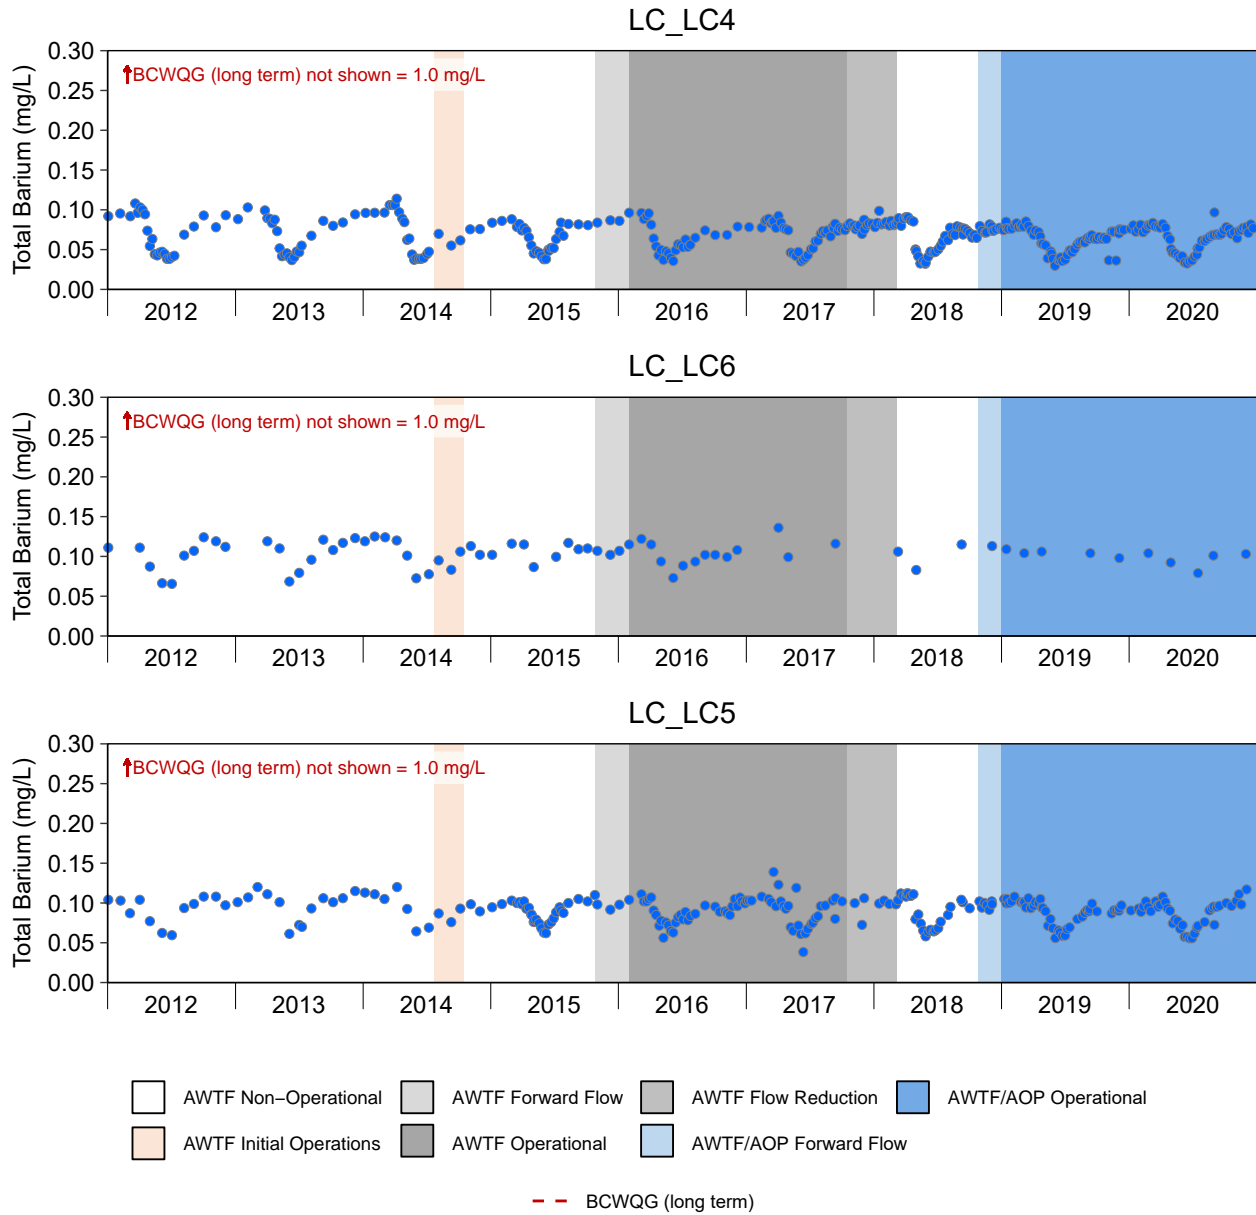 LC_LC4
Total Barium (mg/L)
0.30
0.25
0.20
0.15
0.10
0.05
0.00
↑BCWQG (long term) not shown = 1.0 mg/L
2012 2013 2014 2015 2016 2017 2018 2019 2020
LC_LC6
Total Barium (mg/L)
0.30
0.25
0.20
0.15
0.10
0.05
0.00
↑BCWQG (long term) not shown = 1.0 mg/L
2012 2013 2014 2015 2016 2017 2018 2019 2020
LC_LC5
Total Barium (mg/L)
0.30
0.25
0.20
0.15
0.10
0.05
0.00
↑BCWQG (long term) not shown = 1.0 mg/L
2012 2013 2014 2015 2016 2017 2018 2019 2020
AWTF Non−Operational AWTF Forward Flow AWTF Flow Reduction AWTF/AOP Operational
AWTF Initial Operations AWTF Operational AWTF/AOP Forward Flow
BCWQG (long term)